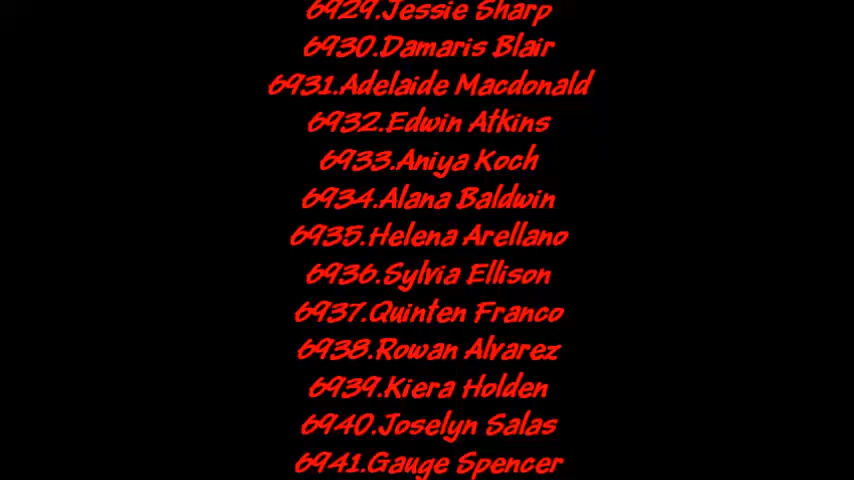 6929.Jessie Sharp
6930.Damaris Blair
6931.Adelaide Macdonald
6932.Edwin Atkins
6933.Aniya Koch
6934.Alana Baldwin
6935.Helena Arellano
6936.Sylvia Ellison
6937.Quinten Franco
6938.Rowan Alvarez
6939.Kiera Holden
6940.Joselyn Salas
6941.Gauge Spencer